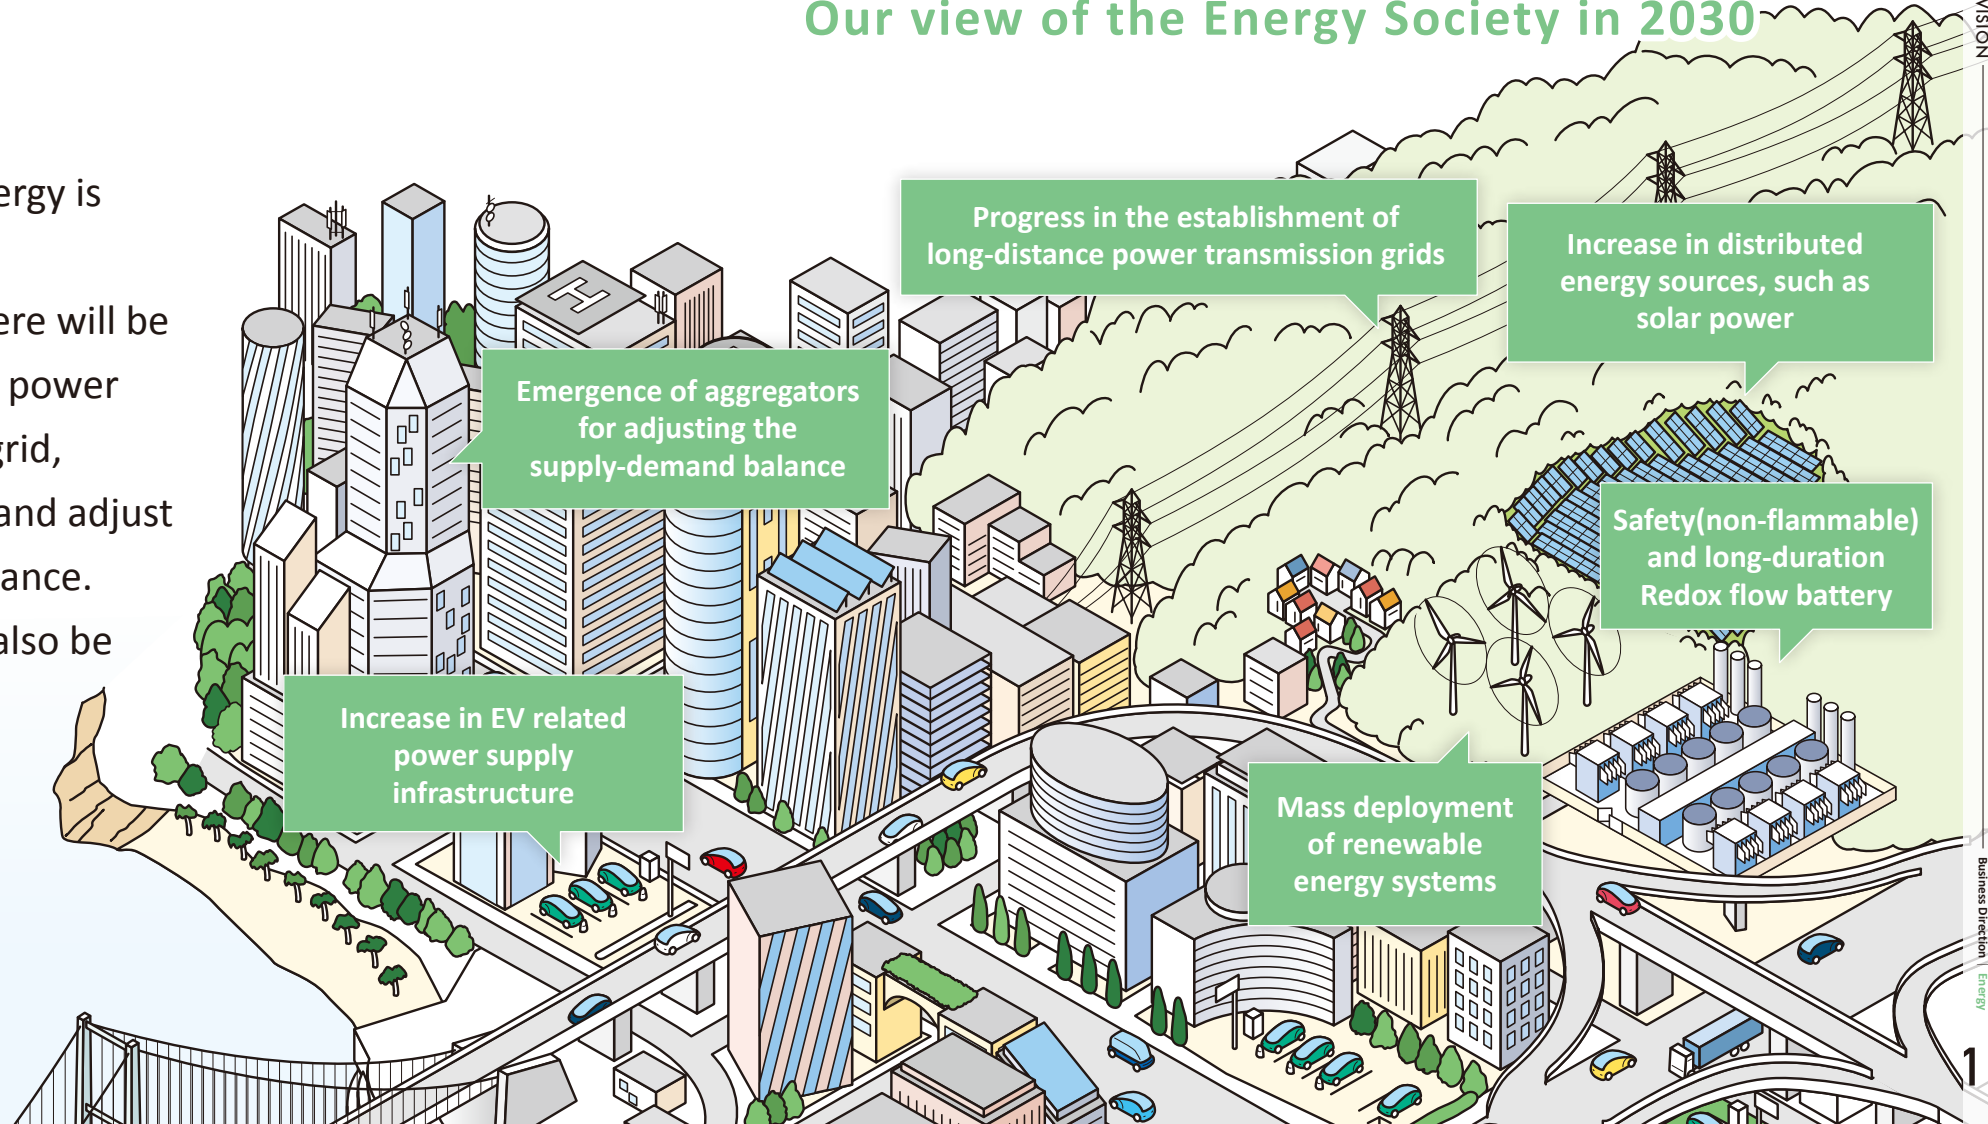 Our view of the Energy Society in 2030
ergy is
ere will be
power
grid,
and adjust
ance.
also be
Progress in the establishment of
long-distance power transmission grids
Increase in distributed
energy sources, such as
solar power
Emergence of aggregators
for adjusting the
supply-demand balance
Safety(non-flammable)
and long-duration
Redox flow battery
Increase in EV related
power supply
infrastructure
Mass deployment
of renewable
energy systems
H
VISION
Business Direction
Energy
1